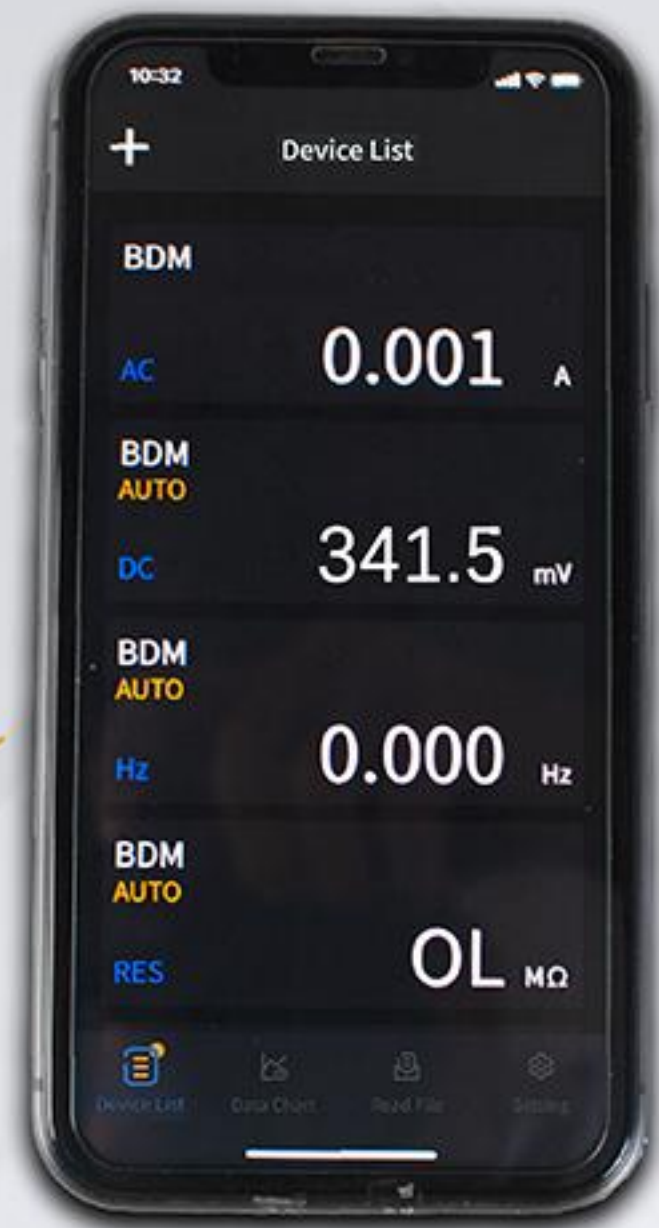 10:32
Device List
BDM
AC 0.001 A
BDM
AUTO
DC 341.5 mV
BDM
AUTO
Hz 0.000 Hz
BDM
AUTO
RES OL MΩ
Device List Data Chart Read File Setting